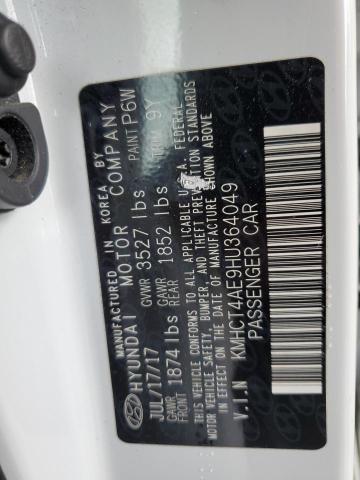 MANUFACTURED IN KOREA BY
HYUNDAI MOTOR COMPANY
JUL/17/17 GVWR 3527 lbs PAINT P6W
GAWR FRONT 1874 lbs GAWR REAR 1852 lbs TRIM 9Y
THIS VEHICLE CONFORMS TO ALL APPLICABLE U.S.A. FEDERAL
MOTOR VEHICLE SAFETY, BUMPER, AND THEFT PREVENTION STANDARDS
IN EFFECT ON THE DATE OF MANUFACTURE SHOWN ABOVE
V.I.N KMHCT4AE9HU364049
PASSENGER CAR